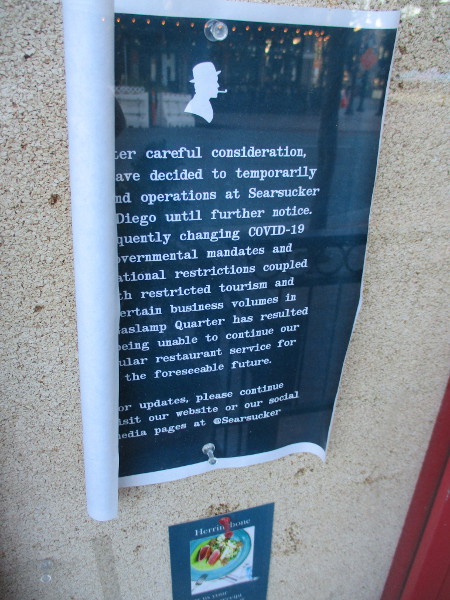 ter careful consideration,
ave decided to temporarily
nd operations at Searsucker
Diego until further notice.
quently changing COVID-19
overnmental mandates and
ational restrictions coupled
th restricted tourism and
ertain business volumes in
aslamp Quarter has resulted
being unable to continue our
ular restaurant service for
the foreseeable future.
or updates, please continue
isit our website or our social
media pages at @Searsucker
Herringbone
your